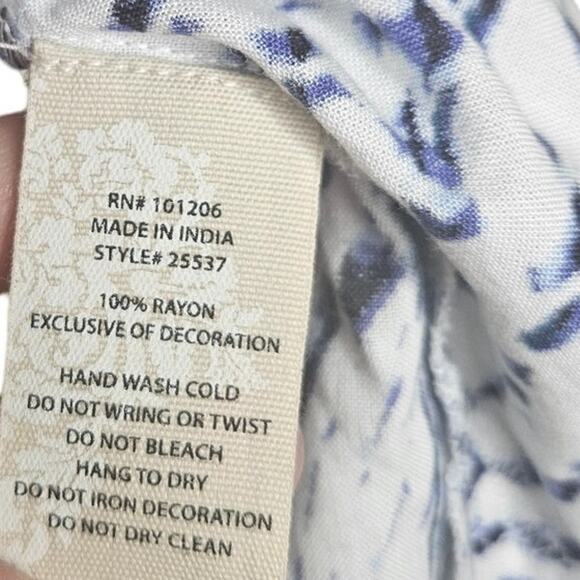 RN# 101206
MADE IN INDIA
STYLE# 25537
100% RAYON
EXCLUSIVE OF DECORATION
HAND WASH COLD
DO NOT WRING OR TWIST
DO NOT BLEACH
HANG TO DRY
DO NOT IRON DECORATION
DO NOT DRY CLEAN